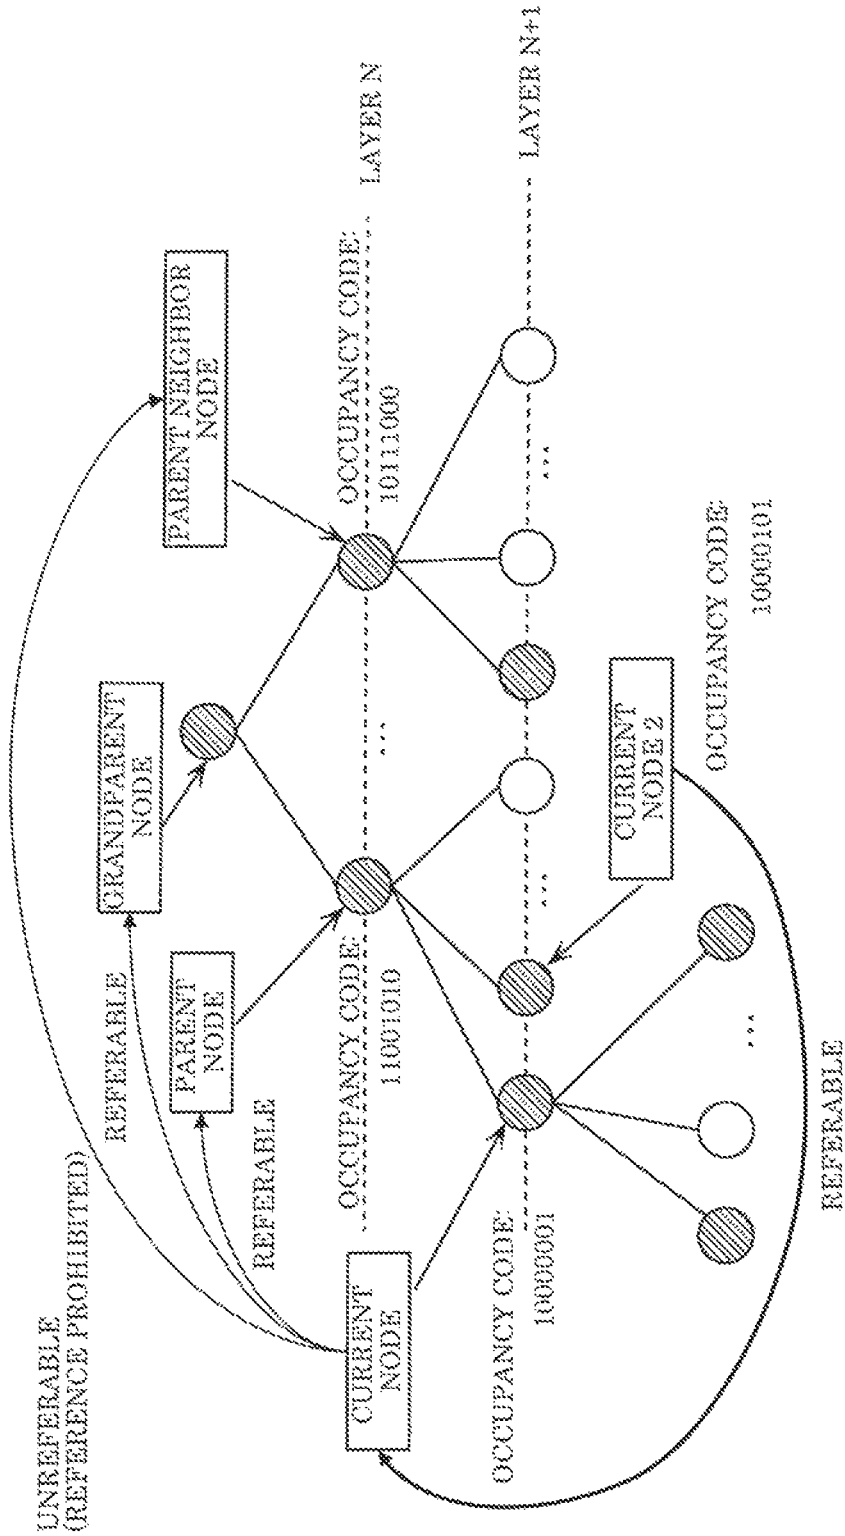 UNREFERABLE
(REFERENCE PROHIBITED)
REFERABLE
GRANDPARENT
NODE
PARENT NEIGHBOR
NODE
REFERABLE
PARENT
NODE
CURRENT
NODE
OCCUPANCY CODE:
11001010
...
OCCUPANCY CODE:
10111000
LAYER N
OCCUPANCY CODE:
10000001
...
...
LAYER N+1
CURRENT
NODE 2
OCCUPANCY CODE:
10000101
...
REFERABLE